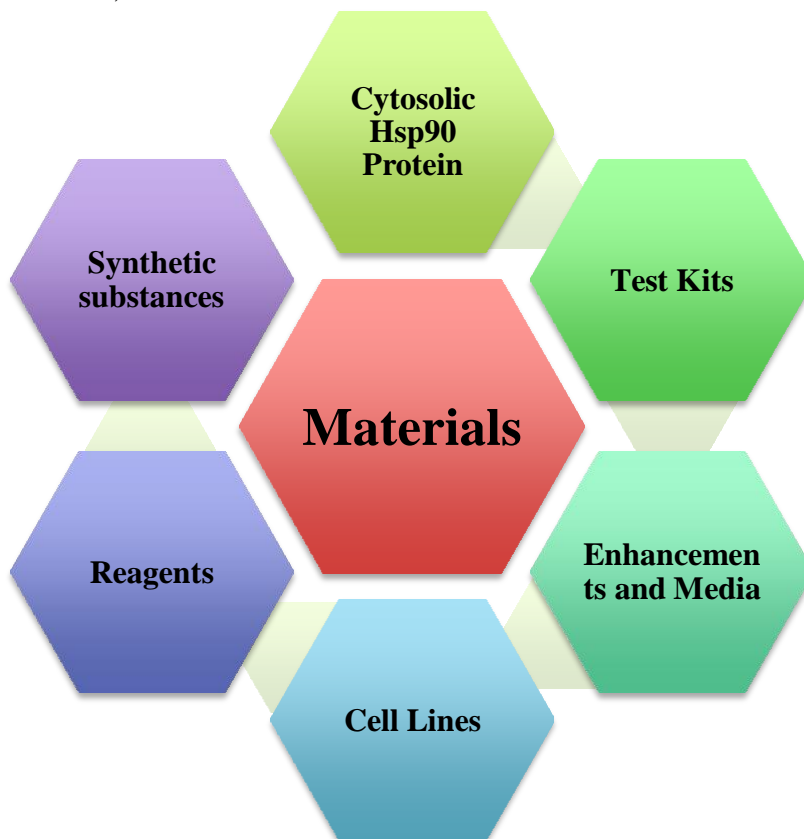 Cytosolic
Hsp90
Protein
Synthetic
substances
Test Kits
Materials
Reagents
Enhancemen
ts and Media
Cell Lines